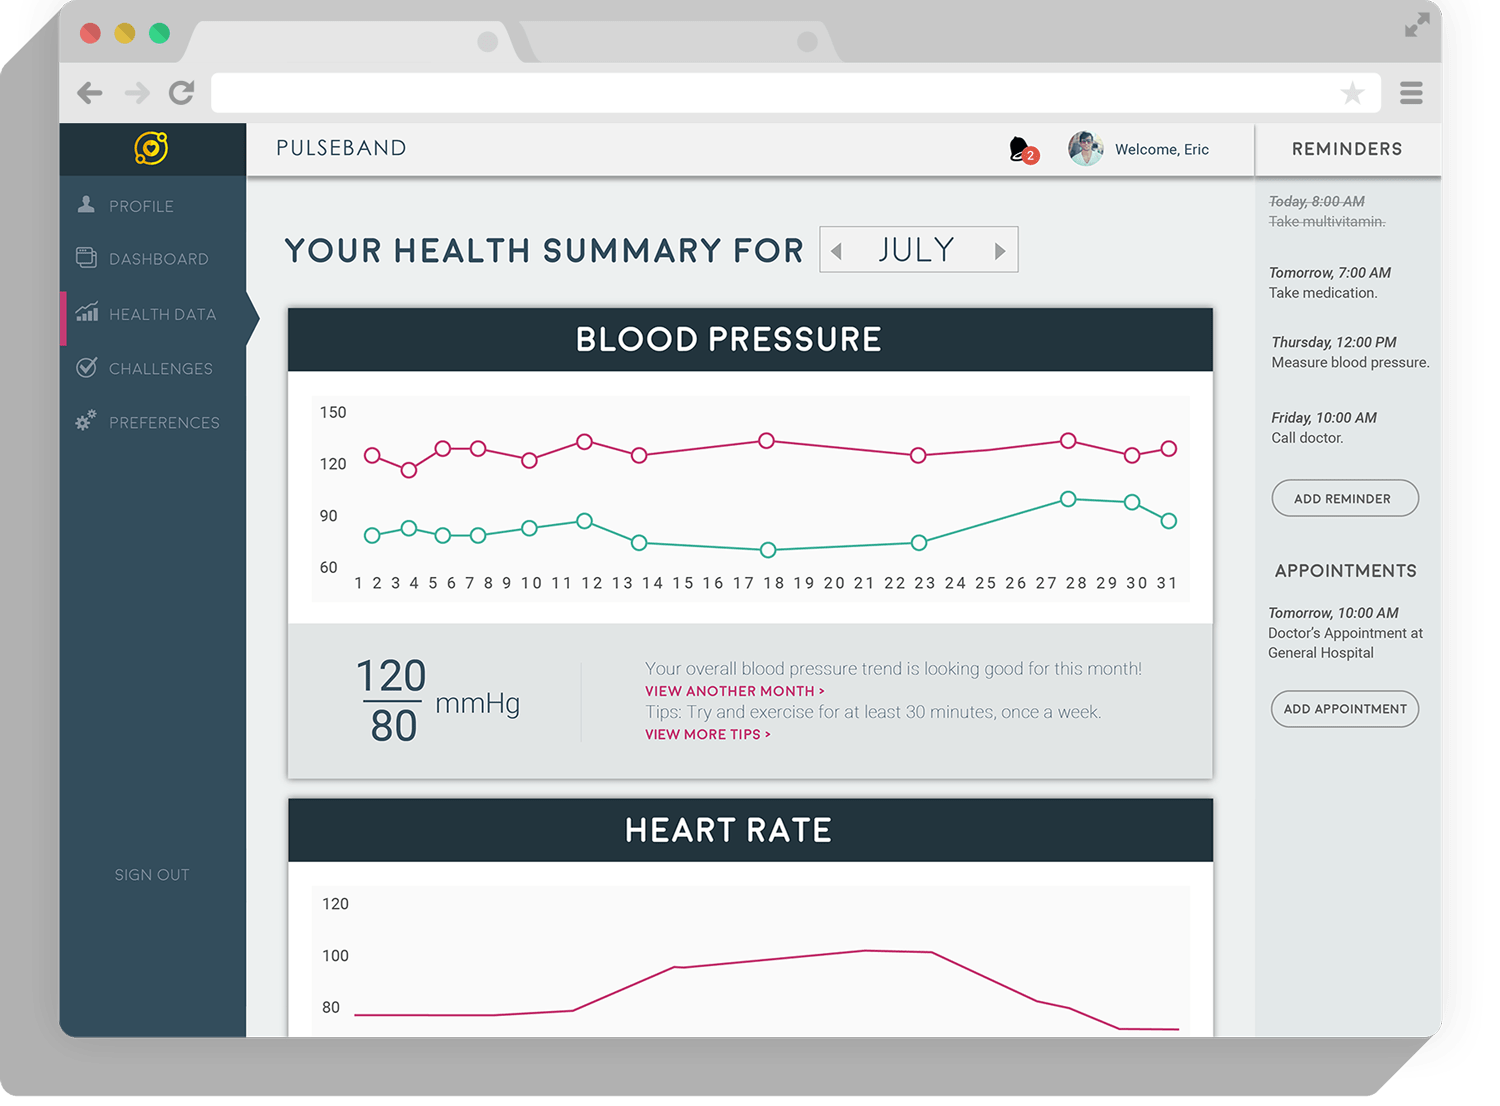 PULSEBAND
2
Welcome, Eric
PROFILE
DASHBOARD
HEALTH DATA
CHALLENGES
PREFERENCES
SIGN OUT
YOUR HEALTH SUMMARY FOR
JULY
BLOOD PRESSURE
150
120
90
60
1 2 3 4 5 6 7 8 9 10 11 12 13 14 15 16 17 18 19 20 21 22 23 24 25 26 27 28 29 30 31
120
80
mmHg
Your overall blood pressure trend is looking good for this month!
VIEW ANOTHER MONTH >
Tips: Try and exercise for at least 30 minutes, once a week.
VIEW MORE TIPS >
HEART RATE
120
100
80
REMINDERS
Today, 8:00 AM
Take multivitamin.
Tomorrow, 7:00 AM
Take medication.
Thursday, 12:00 PM
Measure blood pressure.
Friday, 10:00 AM
Call doctor.
ADD REMINDER
APPOINTMENTS
Tomorrow, 10:00 AM
Doctor's Appointment at
General Hospital
ADD APPOINTMENT